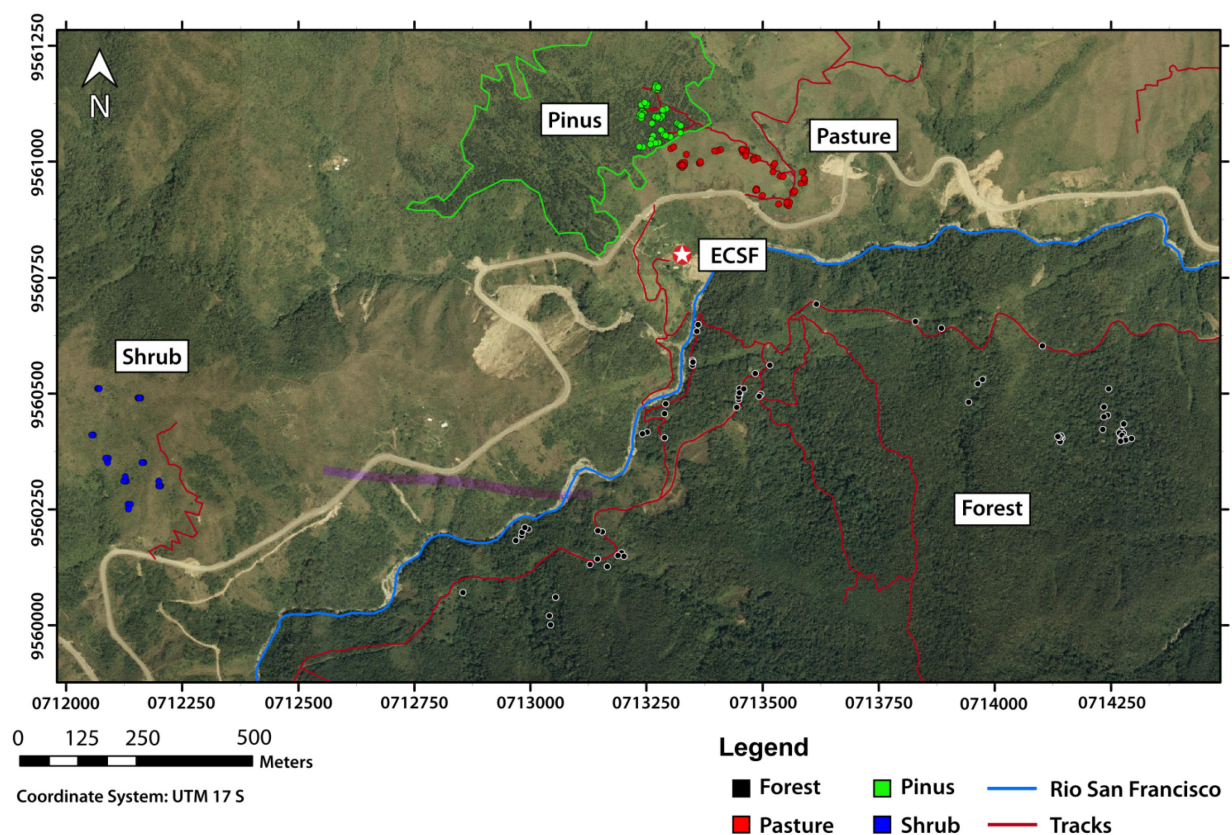 9561250
9561000
9560750
9560500
9560250
9560000
N
Pinus
Pasture
ECSF
Shrub
Forest
0712000 0712250 0712500 0712750 0713000 0713250 0713500 0713750 0714000 0714250
0 125 250 500
Meters
Coordinate System: UTM 17 S
Legend
Forest Pinus Rio San Francisco
Pasture Shrub Tracks